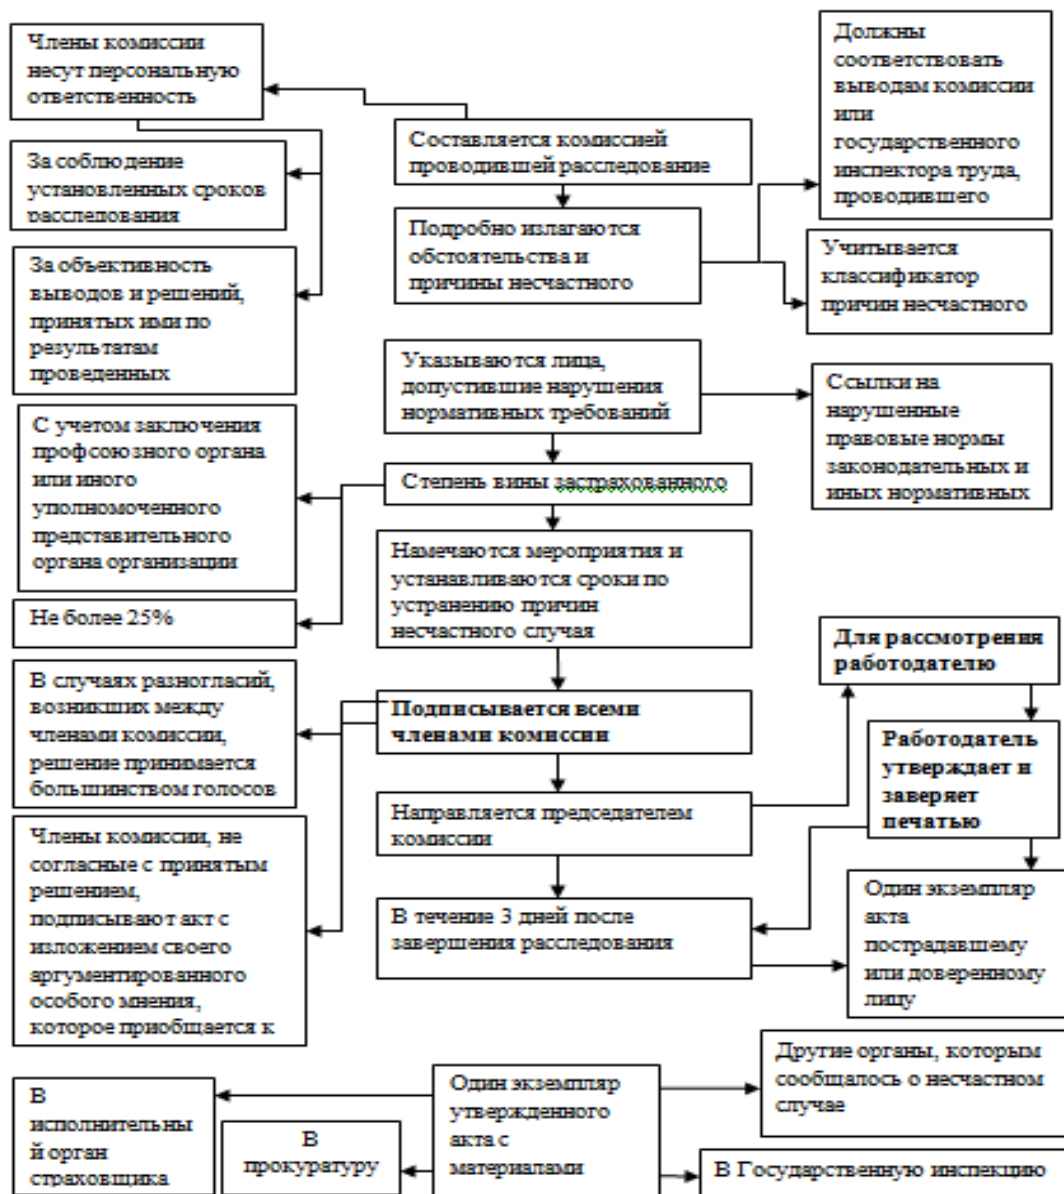 Члены комиссии
несут персональную
ответственность
Должны
соответствовать
выводам комиссии
или
государственного
инспектора труда,
проводившего
Составляется комиссией
проводившей расследование
За соблюдение
установленных сроков
расследования
Подробно излагаются
обстоятельства и
причины несчастного
Учитывается
классификатор
причин несчастного
За объективность
выводов и решений,
принятых ими по
результатам
проведенных
Указываются лица,
допустившие нарушения
нормативных требований
Ссылки на
нарушенные
правовые нормы
законодательных и
иных нормативных
С учетом заключения
профсоюзного органа
или иного
уполномоченного
представительного
органа организации
Степень вины застрахованного
Намечаются мероприятия и
устанавливаются сроки по
устранению причин
несчастного случая
Не более 25%
Для рассмотрения
работодателю
В случаях разногласий,
возникших между
членами комиссии,
решение принимается
большинством голосов
Подписывается всеми
членами комиссии
Работодатель
утверждает и
заверяет
печатью
Направляется председателем
комиссии
Члены комиссии, не
согласные с принятым
решением,
подписывают акт с
изложением своего
аргументированного
особого мнения,
которое приобщается к
В течение 3 дней после
завершения расследования
Один экземпляр
акта
пострадавшему
или доверенному
лицу
Другие органы, которым
сообщалось о несчастном
случае
Один экземпляр
утвержденного
акта с
материалами
В
исполнительны
й орган
страховщика
В
прокуратуру
В Государственную инспекцию